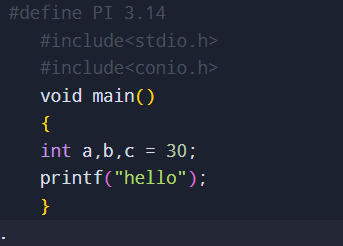 #define PI 3.14
#include<stdio.h>
#include<conio.h>
void main()
{
int a,b,c = 30;
printf("hello");
}
.